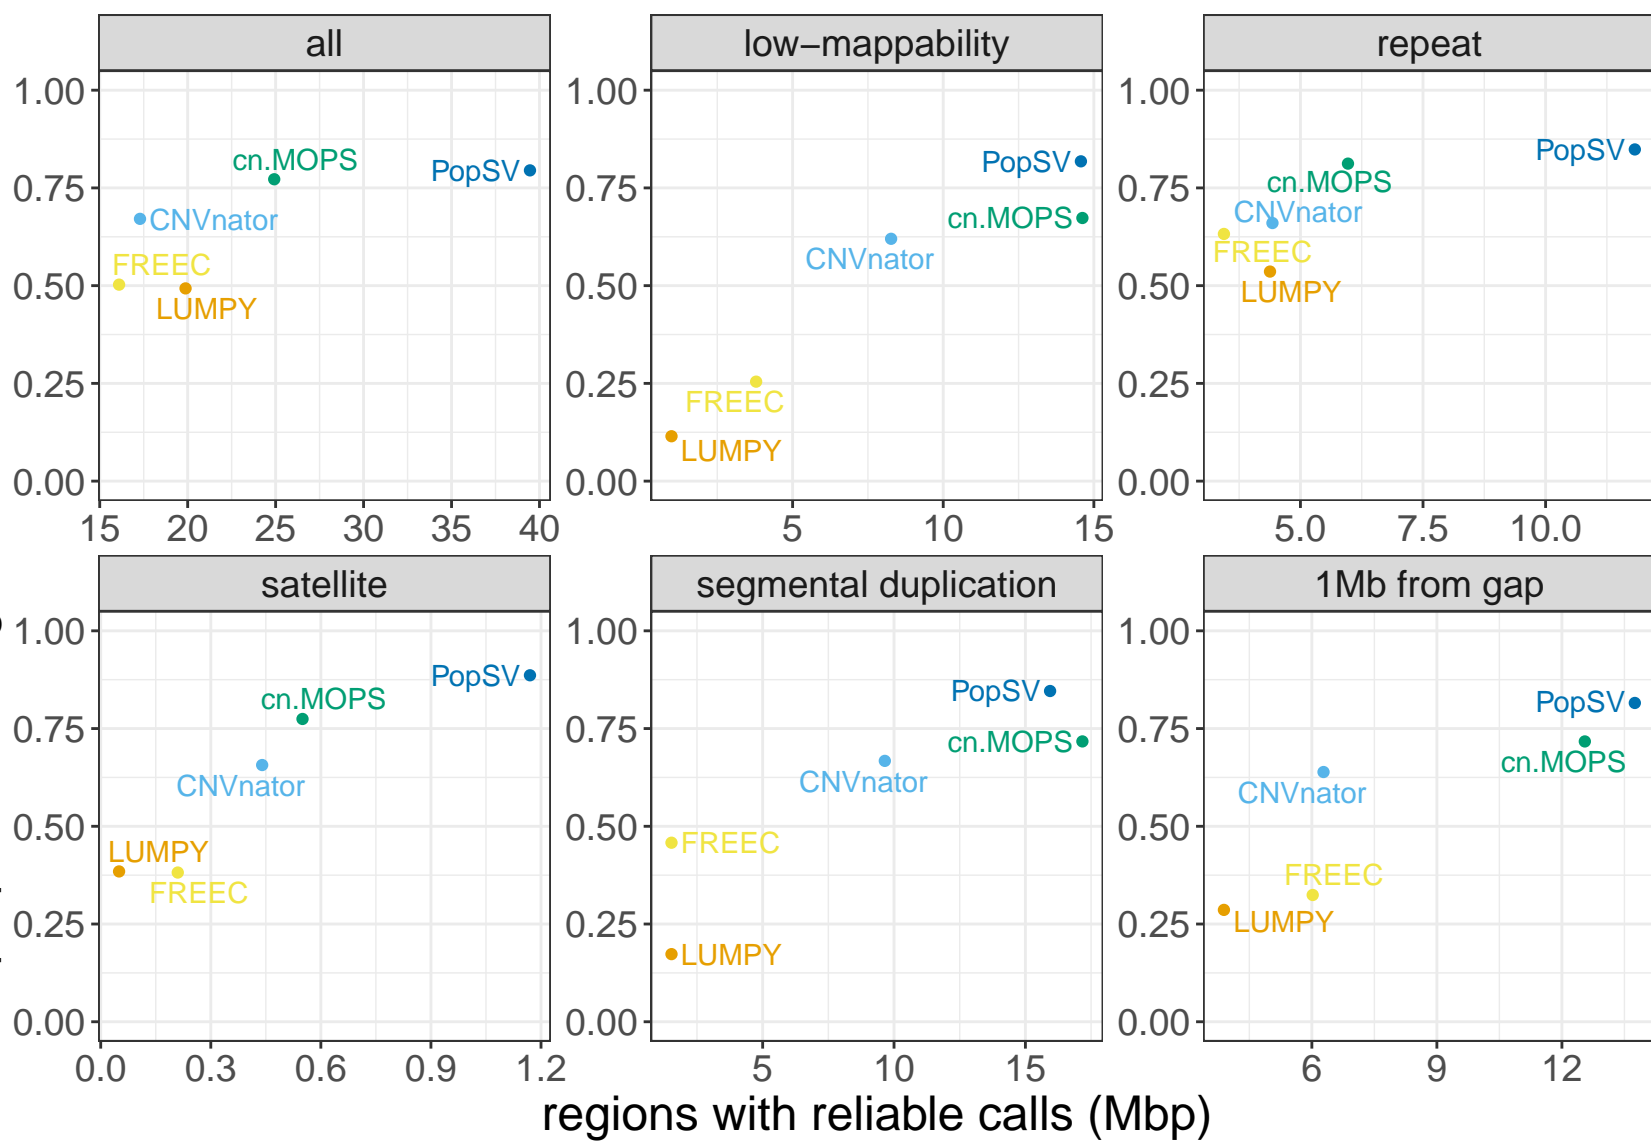 all
1.00
0.75
0.50
0.25
0.00
cn.MOPS
PopSV
CNVnator
FREEC
LUMPY
15 20 25 30 35 40
low−mappability
1.00
0.75
0.50
0.25
0.00
PopSV
cn.MOPS
CNVnator
FREEC
LUMPY
5 10 15
repeat
1.00
0.75
0.50
0.25
0.00
PopSV
cn.MOPS
CNVnator
FREEC
LUMPY
5.0 7.5 10.0
satellite
1.00
0.75
0.50
0.25
0.00
PopSV
cn.MOPS
CNVnator
LUMPY
FREEC
0.0 0.3 0.6 0.9 1.2
segmental duplication
1.00
0.75
0.50
0.25
0.00
PopSV
cn.MOPS
CNVnator
FREEC
LUMPY
5 10 15
1Mb from gap
1.00
0.75
0.50
0.25
0.00
PopSV
cn.MOPS
CNVnator
FREEC
LUMPY
6 9 12
regions with reliable calls (Mbp)